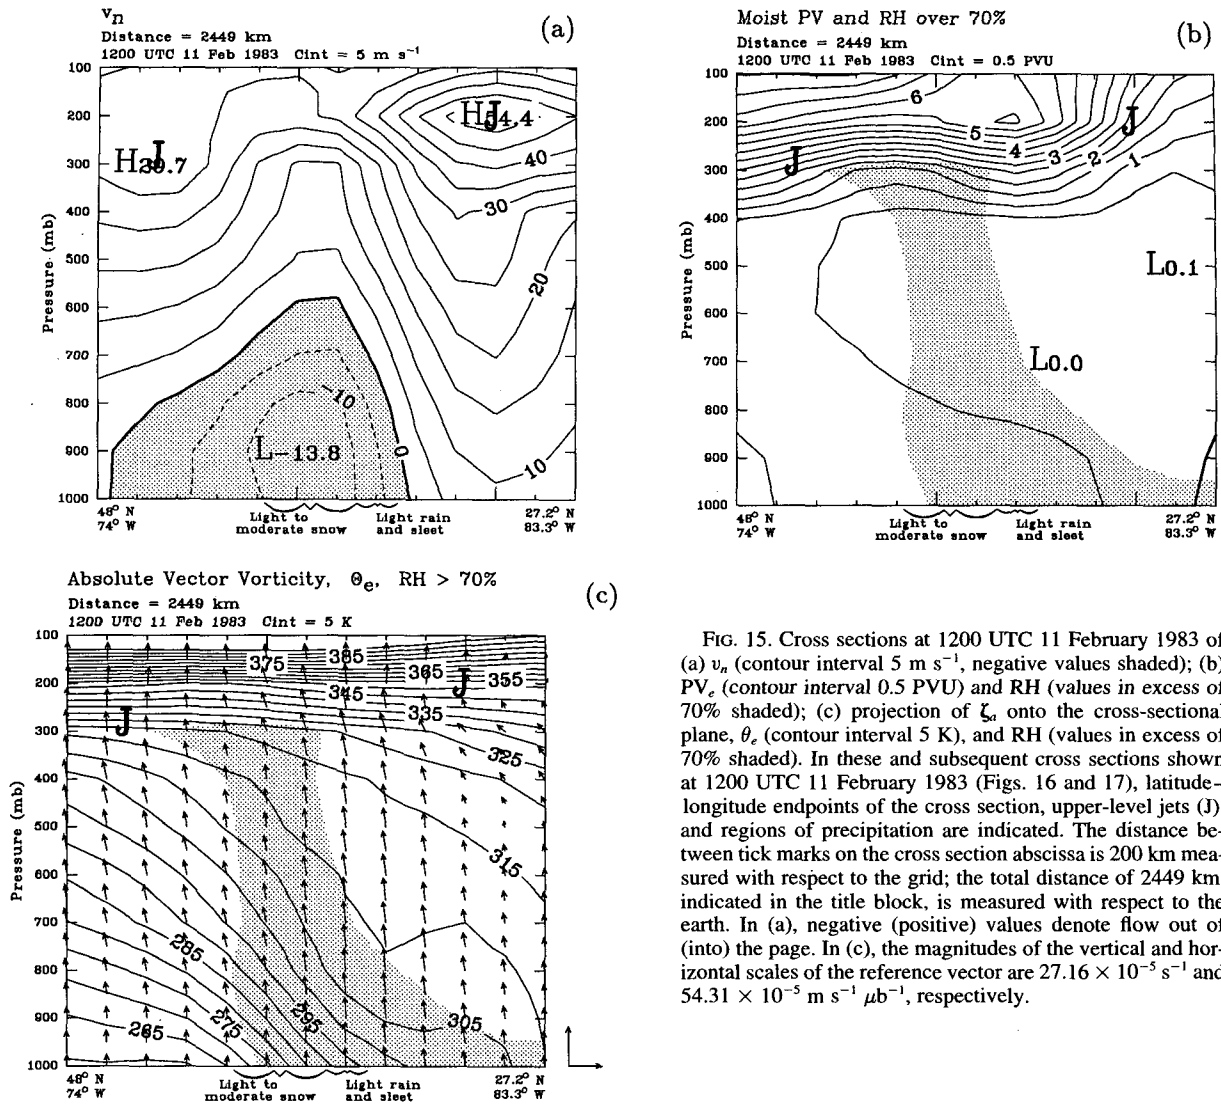 Vn
Distance = 2449 km
1200 UTC 11 Feb 1983 Cint = 5 m s⁻¹
(a)
Pressure (mb)
100
200
300
400
500
600
700
800
900
1000
H39.7
J
H54.4
J
40
30
20
10
0
-10
L-13.8
48° N
74° W
Light to
moderate snow
Light rain
and sleet
27.2° N
83.3° W
Moist PV and RH over 70%
Distance = 2449 km
1200 UTC 11 Feb 1983 Cint = 0.5 PVU
(b)
Pressure (mb)
100
200
300
400
500
600
700
800
900
1000
6
5
4
3
2
1
J
J
L0.1
L0.0
48° N
74° W
Light to
moderate snow
Light rain
and sleet
27.2° N
83.3° W
Absolute Vector Vorticity, Θe, RH > 70%
Distance = 2449 km
1200 UTC 11 Feb 1983 Cint = 5 K
(c)
Pressure (mb)
100
200
300
400
500
600
700
800
900
1000
375
385
365
355
345
335
325
315
305
295
285
275
265
J
J
48° N
74° W
Light to
moderate snow
Light rain
and sleet
27.2° N
83.3° W
FIG. 15. Cross sections at 1200 UTC 11 February 1983 of
(a) vn (contour interval 5 m s⁻¹, negative values shaded); (b)
PVe (contour interval 0.5 PVU) and RH (values in excess of
70% shaded); (c) projection of ζa onto the cross-sectional
plane, θe (contour interval 5 K), and RH (values in excess of
70% shaded). In these and subsequent cross sections shown
at 1200 UTC 11 February 1983 (Figs. 16 and 17), latitude–
longitude endpoints of the cross section, upper-level jets (J)
and regions of precipitation are indicated. The distance be-
tween tick marks on the cross section abscissa is 200 km mea-
sured with respect to the grid; the total distance of 2449 km
indicated in the title block, is measured with respect to the
earth. In (a), negative (positive) values denote flow out of
(into) the page. In (c), the magnitudes of the vertical and hor-
izontal scales of the reference vector are 27.16 × 10⁻⁵ s⁻¹ and
54.31 × 10⁻⁵ m s⁻¹ μb⁻¹, respectively.